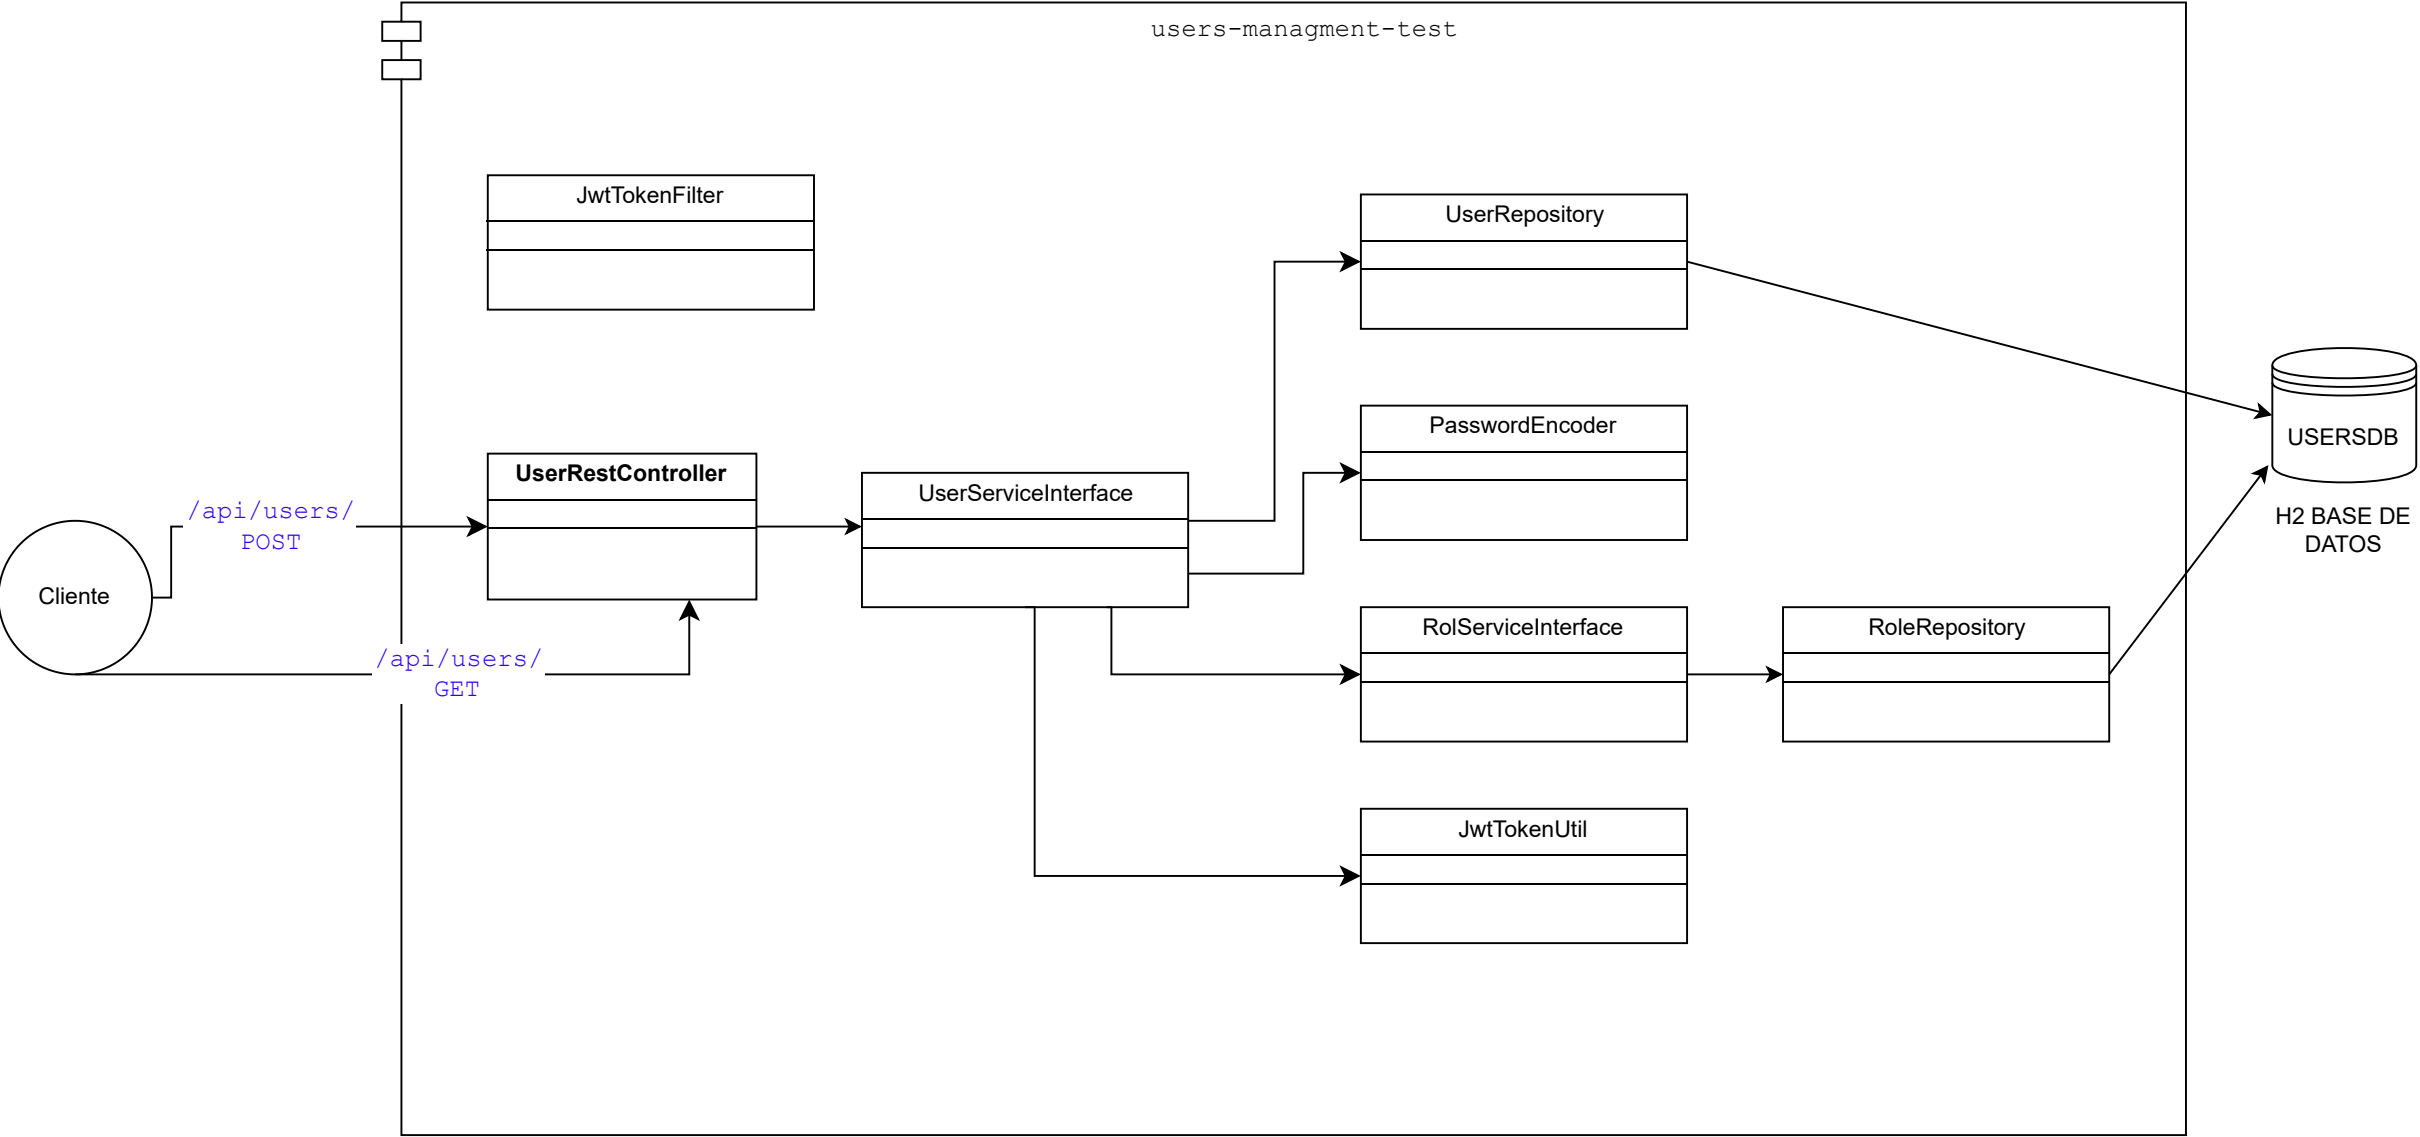 users-managment-test
JwtTokenFilter
UserRepository
PasswordEncoder
USERSDB
UserRestController
UserServiceInterface
/api/users/
POST
H2 BASE DE
DATOS
Cliente
RolServiceInterface
RoleRepository
/api/users/
GET
JwtTokenUtil